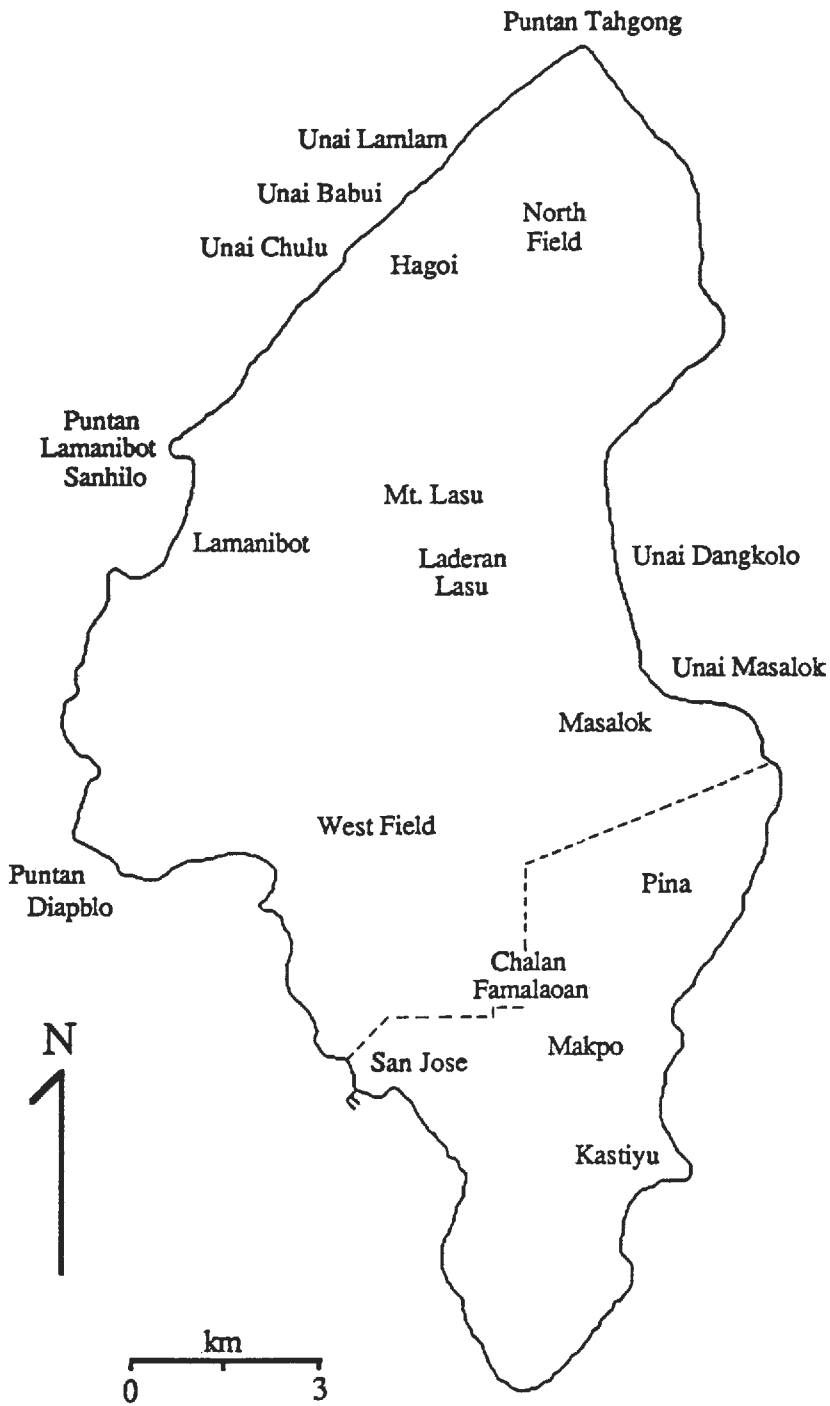 Puntan Tahgong
Unai Lamlam
Unai Babui
North
Field
Unai Chulu
Hagoi
Puntan
Lamanibot
Sanhilo
Mt. Lasu
Lamanibot
Laderan
Lasu
Unai Dangkolo
Unai Masalok
Masalok
West Field
Puntan
Diapblo
Pina
Chalan
Famalaoan
N
San Jose
Makpo
Kastiyu
km
0 3